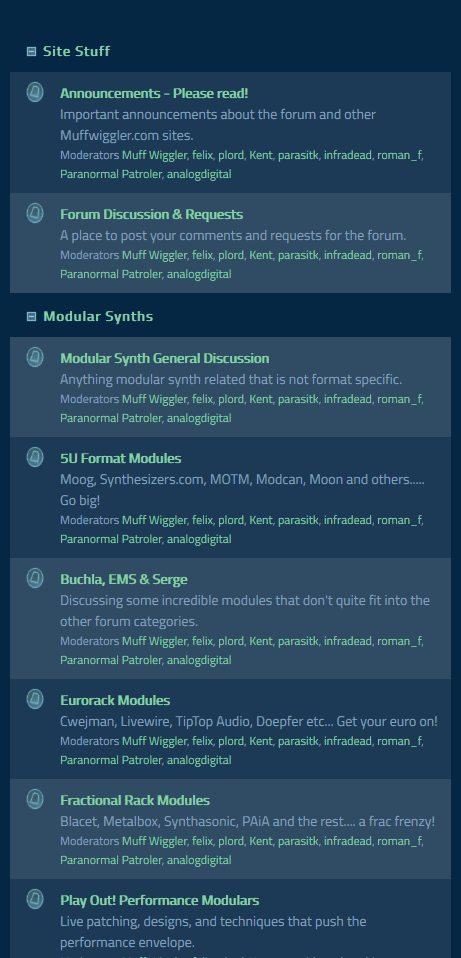 Site Stuff
Announcements - Please read!
Important announcements about the forum and other
Muffwiggler.com sites.
Moderators Muff Wiggler, felix, plord, Kent, parasitk, infradead, roman_f,
Paranormal Patroler, analogdigital
Forum Discussion & Requests
A place to post your comments and requests for the forum.
Moderators Muff Wiggler, felix, plord, Kent, parasitk, infradead, roman_f,
Paranormal Patroler, analogdigital
Modular Synths
Modular Synth General Discussion
Anything modular synth related that is not format specific.
Moderators Muff Wiggler, felix, plord, Kent, parasitk, infradead, roman_f,
Paranormal Patroler, analogdigital
5U Format Modules
Moog, Synthesizers.com, MOTM, Modcan, Moon and others.....
Go big!
Moderators Muff Wiggler, felix, plord, Kent, parasitk, infradead, roman_f,
Paranormal Patroler, analogdigital
Buchla, EMS & Serge
Discussing some incredible modules that don't quite fit into the
other forum categories.
Moderators Muff Wiggler, felix, plord, Kent, parasitk, infradead, roman_f,
Paranormal Patroler, analogdigital
Eurorack Modules
Cwejman, Livewire, TipTop Audio, Doepfer etc... Get your euro on!
Moderators Muff Wiggler, felix, plord, Kent, parasitk, infradead, roman_f,
Paranormal Patroler, analogdigital
Fractional Rack Modules
Blacet, Metalbox, Synthasonic, PAiA and the rest.... a frac frenzy!
Moderators Muff Wiggler, felix, plord, Kent, parasitk, infradead, roman_f,
Paranormal Patroler, analogdigital
Play Out! Performance Modulars
Live patching, designs, and techniques that push the
performance envelope.